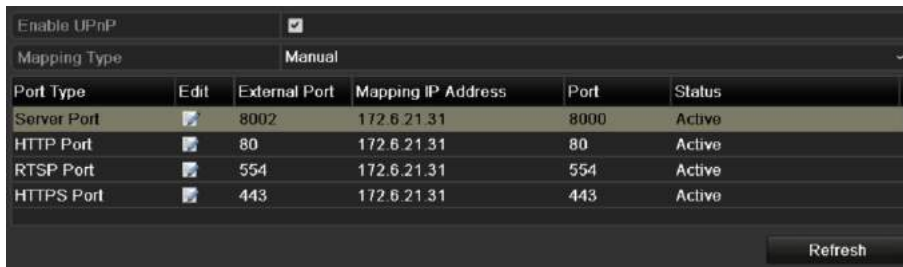 Enable UPnP
Mapping Type Manual
Port Type Edit External Port Mapping IP Address Port Status
Server Port 8002 172.6.21.31 8000 Active
HTTP Port 80 172.6.21.31 80 Active
RTSP Port 554 172.6.21.31 554 Active
HTTPS Port 443 172.6.21.31 443 Active
Refresh